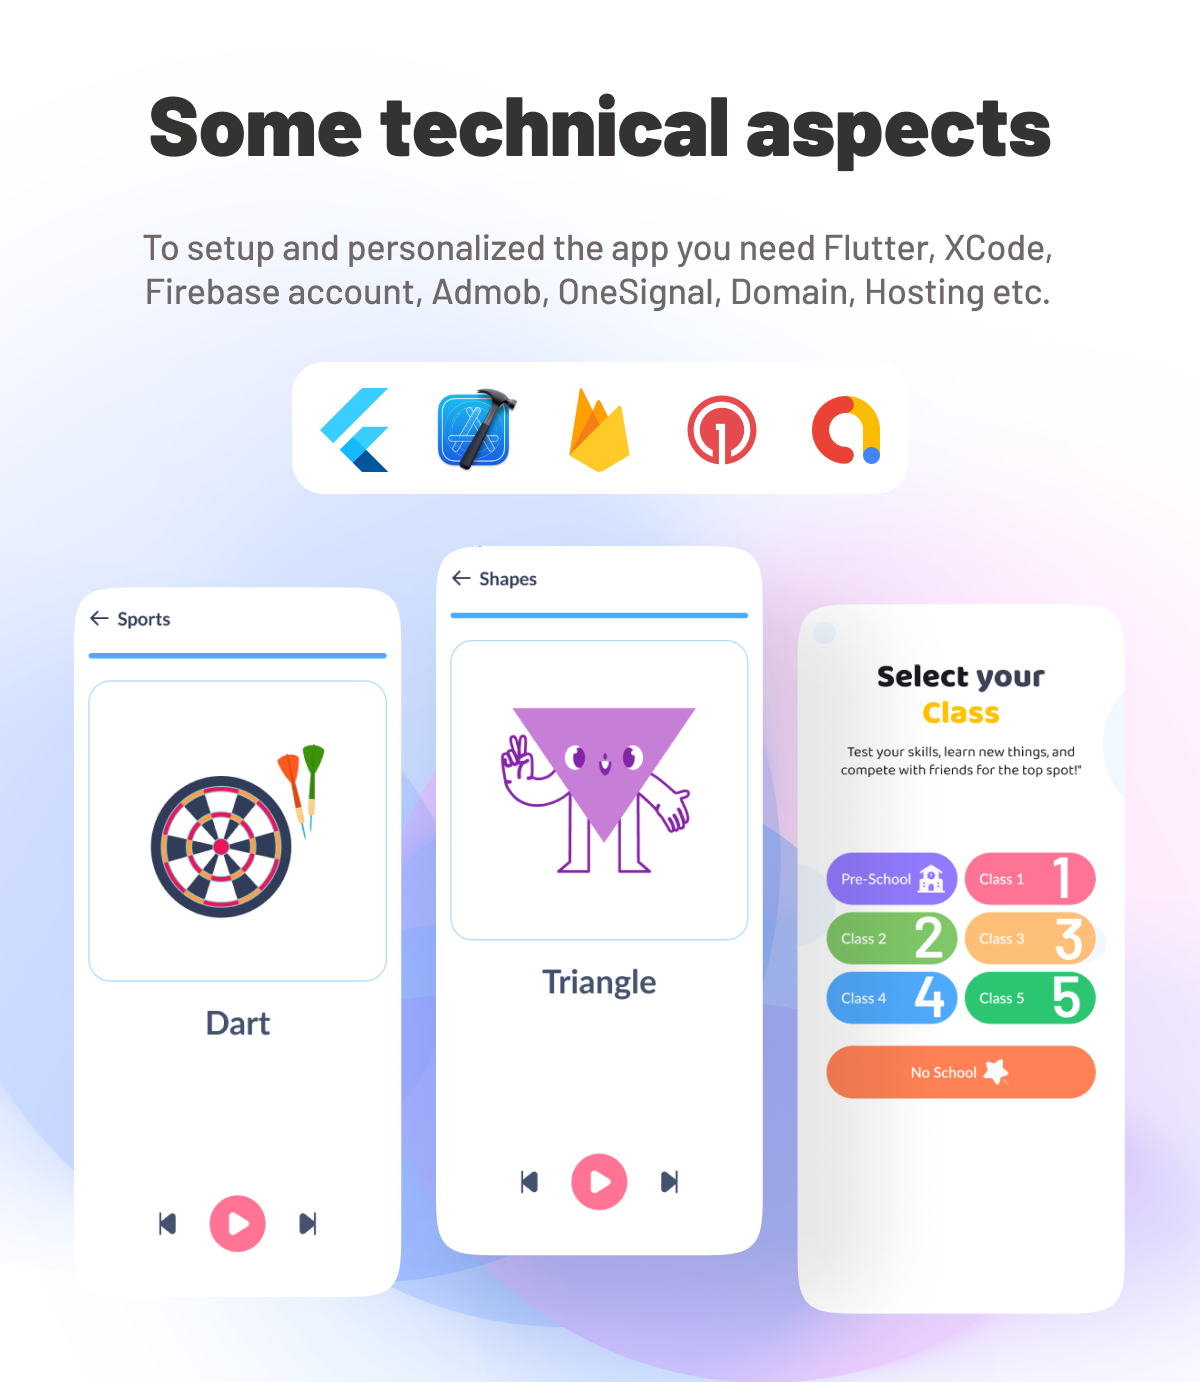 Some technical aspects
To setup and personalized the app you need Flutter, XCode,
Firebase account, Admob, OneSignal, Domain, Hosting etc.
Sports
Dart
Shapes
Triangle
Select your
Class
Test your skills, learn new things, and
compete with friends for the top spot!"
Pre-School
Class 1 1
Class 2 2
Class 3 3
Class 4 4
Class 5 5
No School